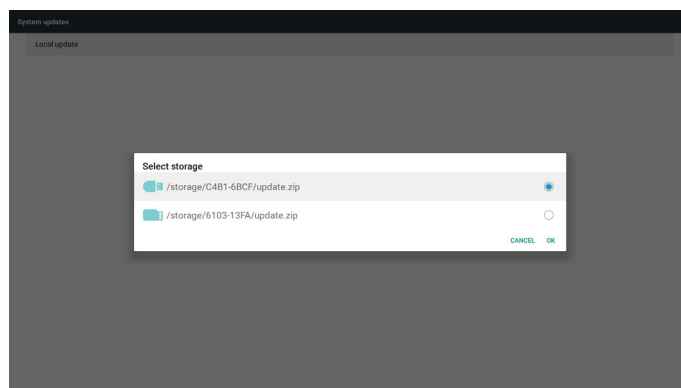 System updates
Local update
Select storage
/storage/C4B1-6BCF/update.zip
/storage/6103-13FA/update.zip
CANCEL OK